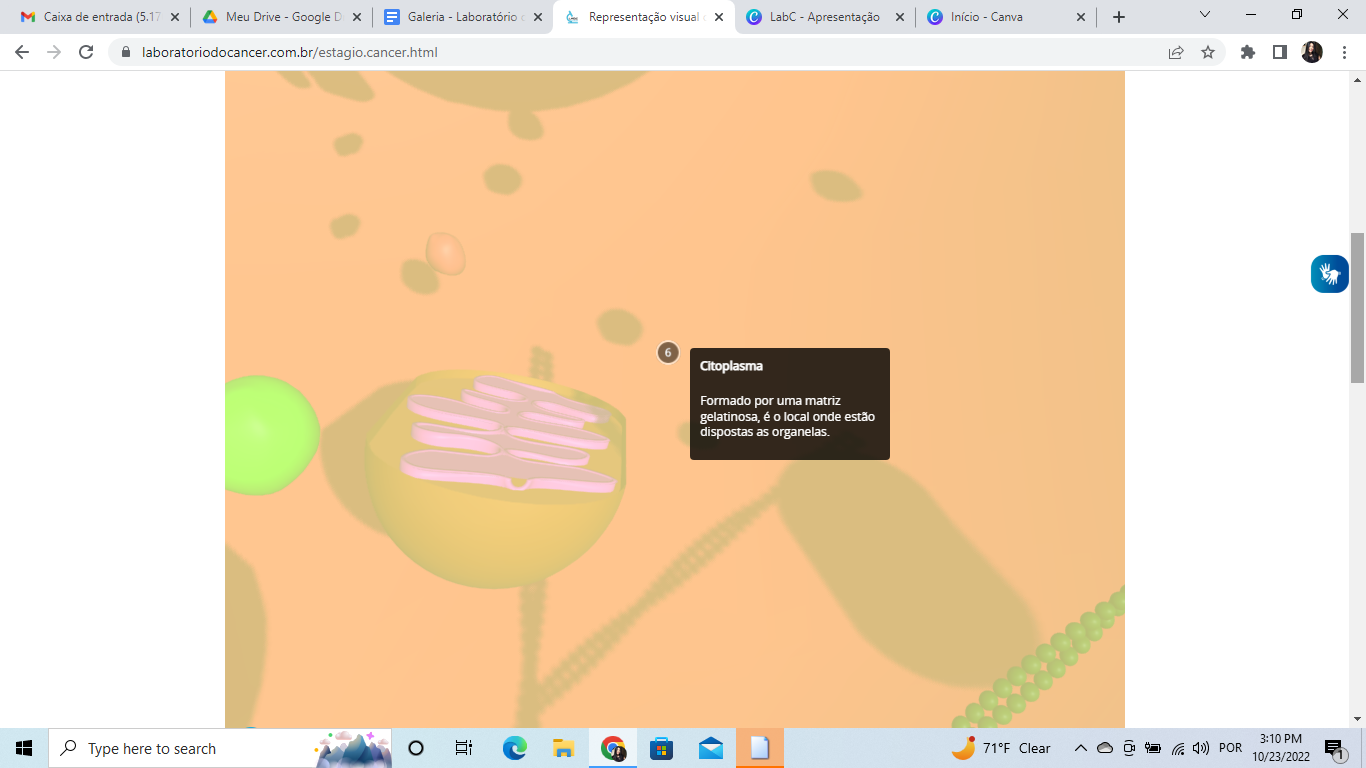 Caixa de entrada (5.17
Meu Drive - Google D
Galeria - Laboratório
Representação visual
LabC - Apresentação
Início - Canva
laboratoriodocancer.com.br/estagio.cancer.html
6
Citoplasma
Formado por uma matriz
gelatinosa, é o local onde estão
dispostas as organelas.
Type here to search
71°F Clear
POR
3:10 PM
10/23/2022
1